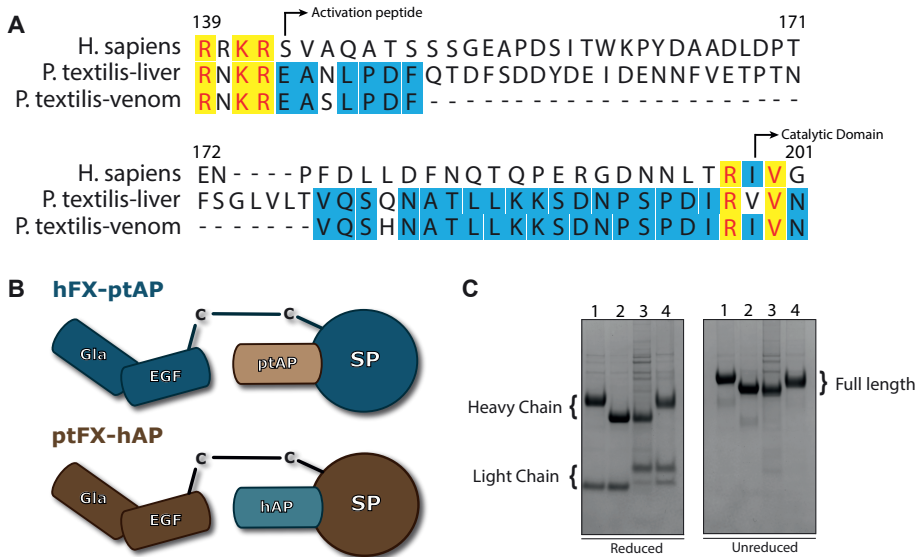 A
139
Activation peptide
171
H. sapiens R R K R S V A Q A T S S S G E A P D S I T W K P Y D A A D L D P T
P. textilis-liver R N K R E A N L P D F Q T D F S D D Y D E I D E N N F V E T P T N
P. textilis-venom R N K R E A S L P D F - - - - - - - - - - - - - - - - - - - - - -
172
Catalytic Domain
201
H. sapiens E N - - - - P F D L L D F N Q T Q P E R G D N N L T R I V G
P. textilis-liver F S G L V L T V Q S Q N A T L L K K S D N P S P D I R V V N
P. textilis-venom - - - - - - - V Q S H N A T L L K K S D N P S P D I R I V N
B
hFX-ptAP
C C
Gla EGF ptAP SP
ptFX-hAP
C C
Gla EGF hAP SP
C
1 2 3 4 1 2 3 4
Heavy Chain
Light Chain
Full length
Reduced Unreduced